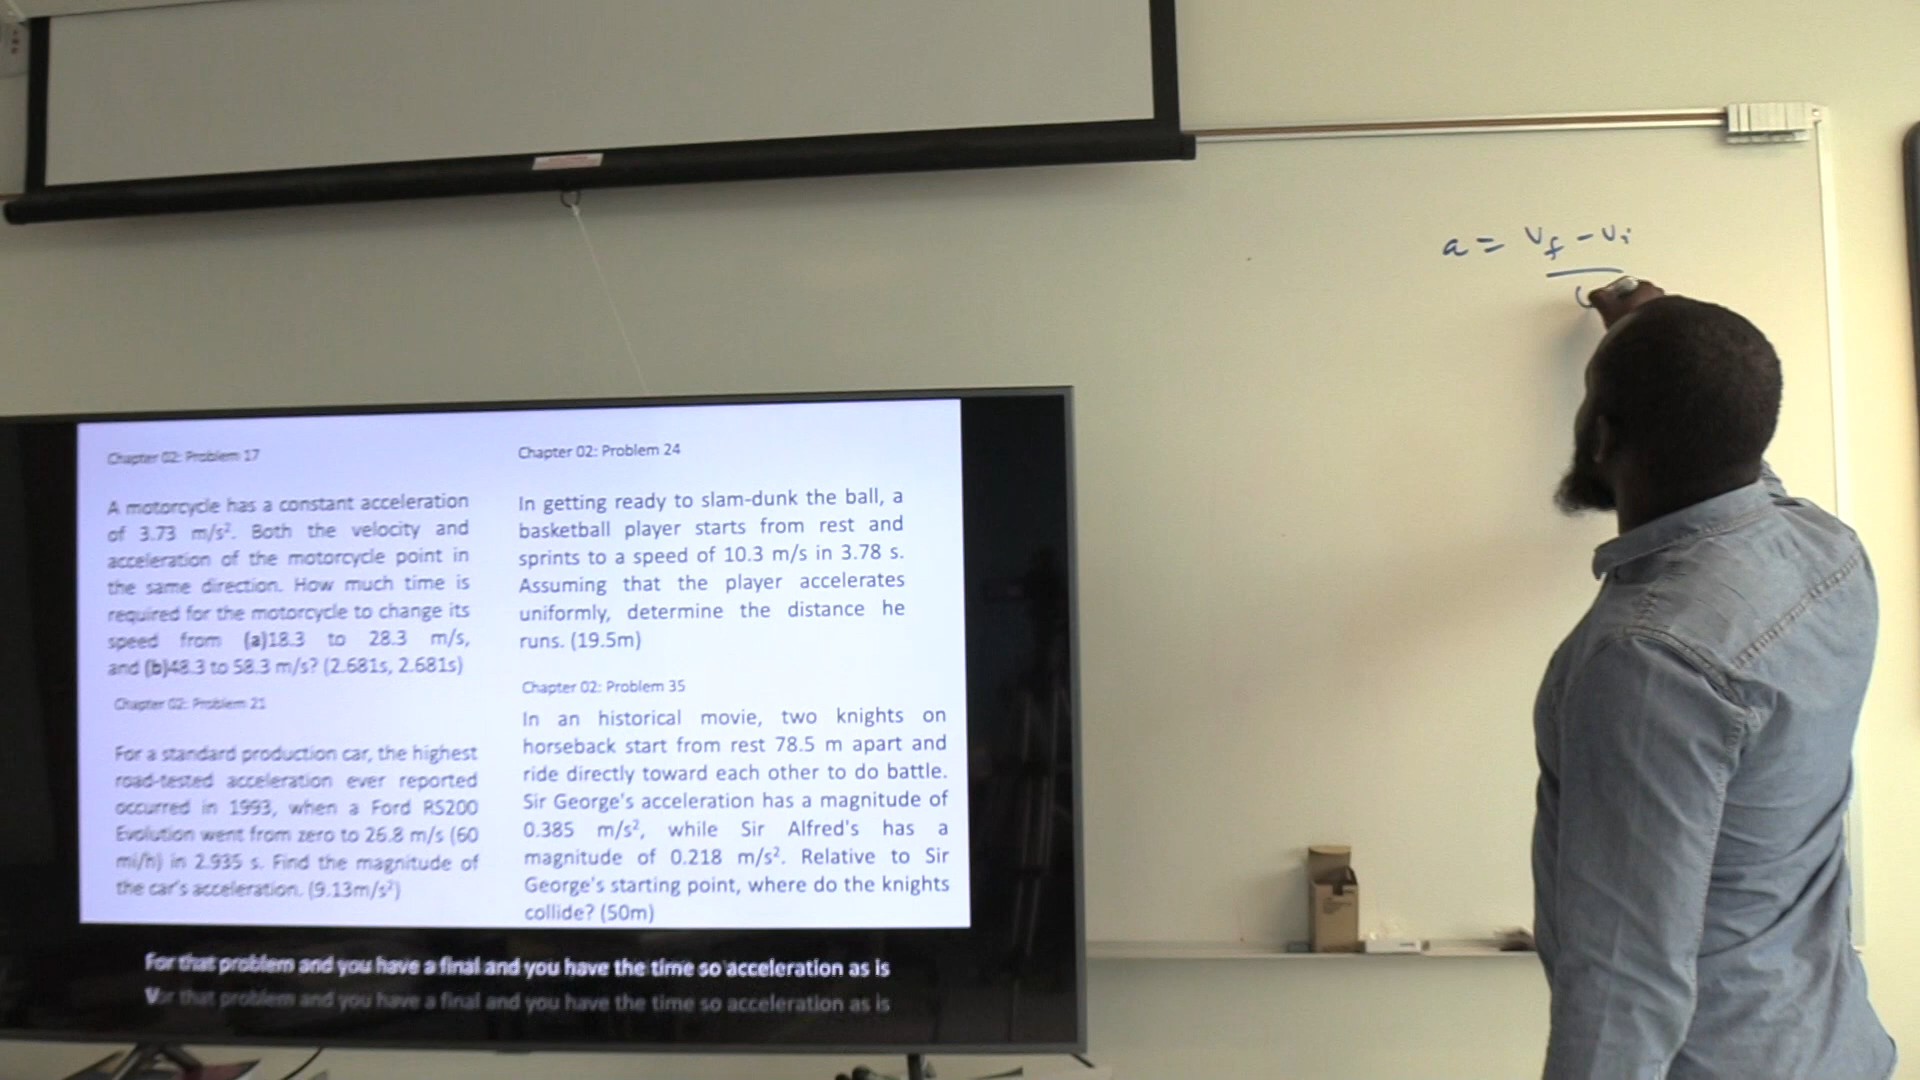 a = vf - vi
Chapter 02: Problem 17
A motorcycle has a constant acceleration
of 3.73 m/s². Both the velocity and
acceleration of the motorcycle point in
the same direction. How much time is
required for the motorcycle to change its
speed from (a)18.3 to 28.3 m/s,
and (b)48.3 to 58.3 m/s? (2.681s, 2.681s)
Chapter 02: Problem 21
For a standard production car, the highest
road-tested acceleration ever reported
occurred in 1993, when a Ford RS200
Evolution went from zero to 26.8 m/s (60
mi/h) in 2.935 s. Find the magnitude of
the car's acceleration. (9.13m/s²)
Chapter 02: Problem 24
In getting ready to slam-dunk the ball, a
basketball player starts from rest and
sprints to a speed of 10.3 m/s in 3.78 s.
Assuming that the player accelerates
uniformly, determine the distance he
runs. (19.5m)
Chapter 02: Problem 35
In an historical movie, two knights on
horseback start from rest 78.5 m apart and
ride directly toward each other to do battle.
Sir George's acceleration has a magnitude of
0.385 m/s², while Sir Alfred's has a
magnitude of 0.218 m/s². Relative to Sir
George's starting point, where do the knights
collide? (50m)
For that problem and you have a final and you have the time so acceleration as is